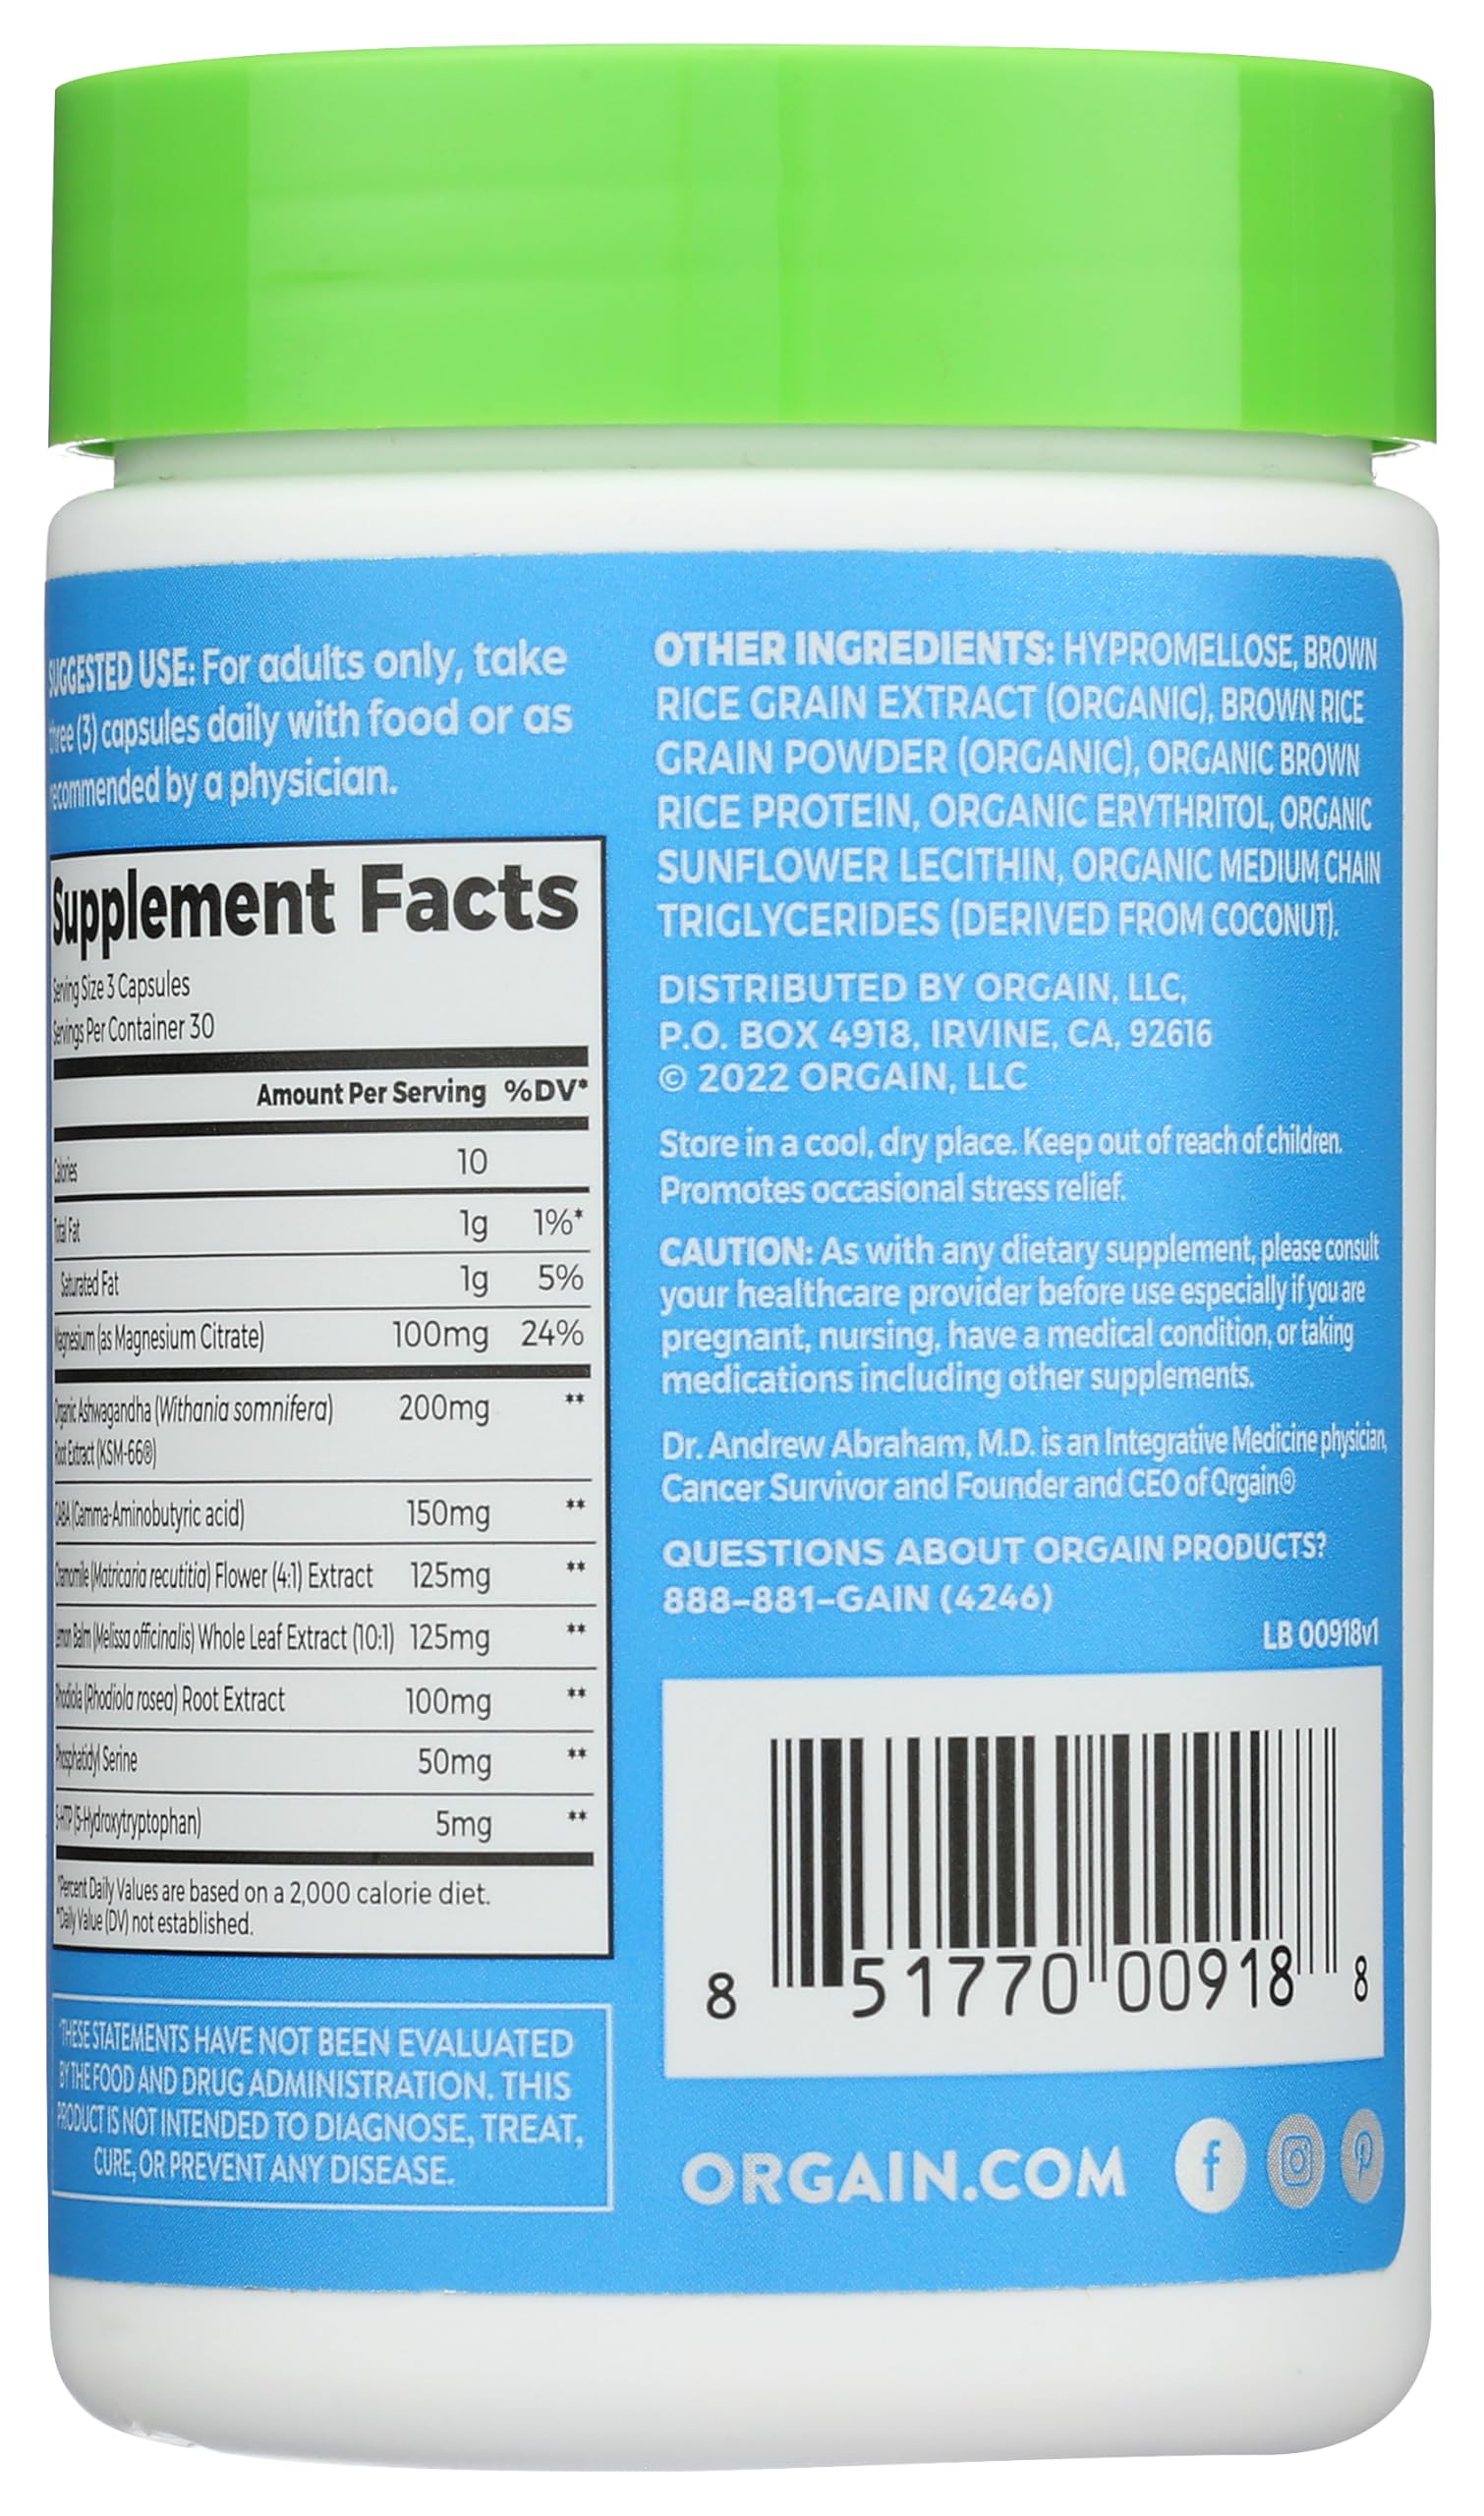 SUGGESTED USE: For adults only, take
three (3) capsules daily with food or as
recommended by a physician.
Supplement Facts
Serving Size 3 Capsules
Servings Per Container 30
Amount Per Serving %DV*
Calories 10
Total Fat 1g 1%*
Saturated Fat 1g 5%
Magnesium (as Magnesium Citrate) 100mg 24%
Organic Ashwagandha (Withania somnifera) 200mg **
Root Extract (KSM-66®)
GABA (Gamma-Aminobutyric acid) 150mg **
Chamomile (Matricaria recutitia) Flower (4:1) Extract 125mg **
Lemon Balm (Melissa officinalis) Whole Leaf Extract (10:1) 125mg **
Rhodiola (Rhodiola rosea) Root Extract 100mg **
Phosphatidyl Serine 50mg **
5-HTP (5-Hydroxytryptophan) 5mg **
*Percent Daily Values are based on a 2,000 calorie diet.
*Daily Value (DV) not established.
*THESE STATEMENTS HAVE NOT BEEN EVALUATED
BY THE FOOD AND DRUG ADMINISTRATION. THIS
PRODUCT IS NOT INTENDED TO DIAGNOSE, TREAT,
CURE, OR PREVENT ANY DISEASE.
OTHER INGREDIENTS: HYPROMELLOSE, BROWN
RICE GRAIN EXTRACT (ORGANIC), BROWN RICE
GRAIN POWDER (ORGANIC), ORGANIC BROWN
RICE PROTEIN, ORGANIC ERYTHRITOL, ORGANIC
SUNFLOWER LECITHIN, ORGANIC MEDIUM CHAIN
TRIGLYCERIDES (DERIVED FROM COCONUT).
DISTRIBUTED BY ORGAIN, LLC,
P.O. BOX 4918, IRVINE, CA, 92616
© 2022 ORGAIN, LLC
Store in a cool, dry place. Keep out of reach of children.
Promotes occasional stress relief.
CAUTION: As with any dietary supplement, please consult
your healthcare provider before use especially if you are
pregnant, nursing, have a medical condition, or taking
medications including other supplements.
Dr. Andrew Abraham, M.D. is an Integrative Medicine physician,
Cancer Survivor and Founder and CEO of Orgain®
QUESTIONS ABOUT ORGAIN PRODUCTS?
888-881-GAIN (4246)
LB 00918v1
8 51770 00918 8
ORGAIN.COM